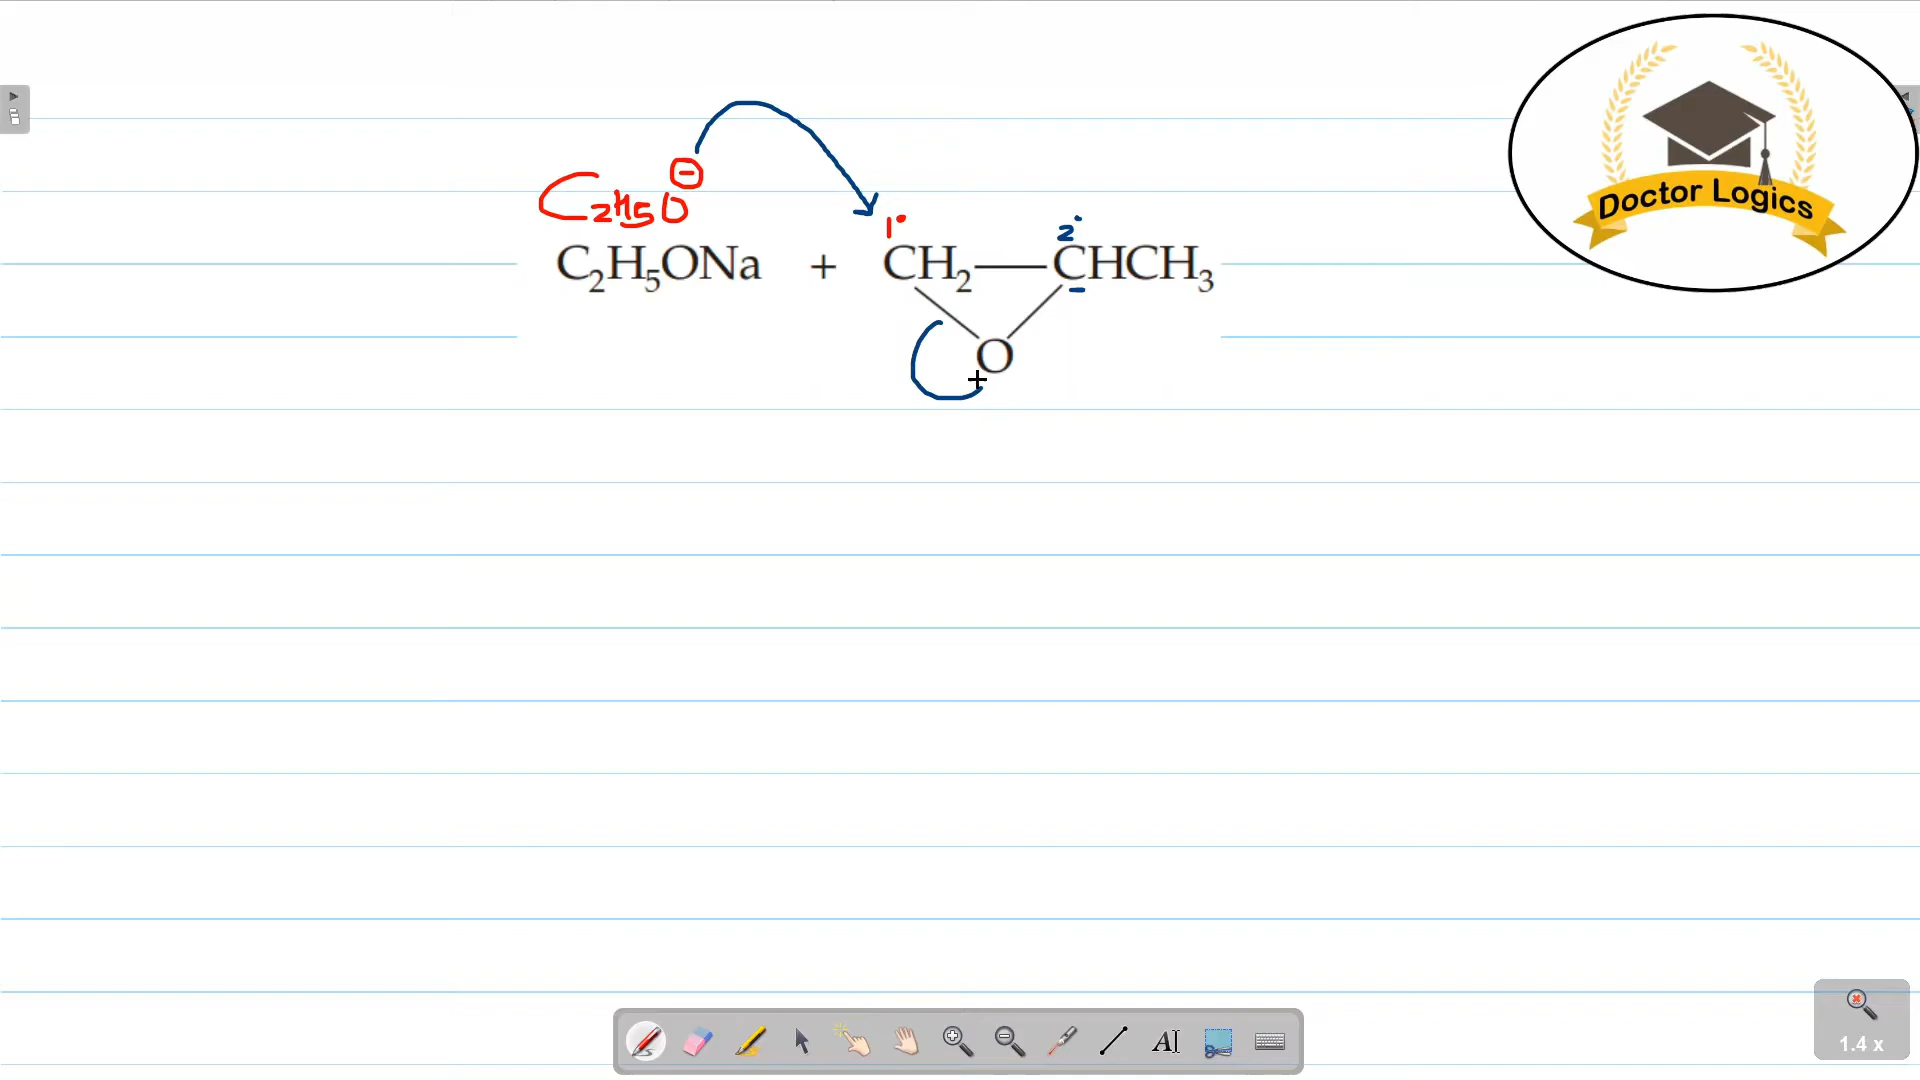 C₂H₅O⊖
1° 2°
C₂H₅ONa + CH₂—CHCH₃
O
Doctor Logics
A
1.4 x